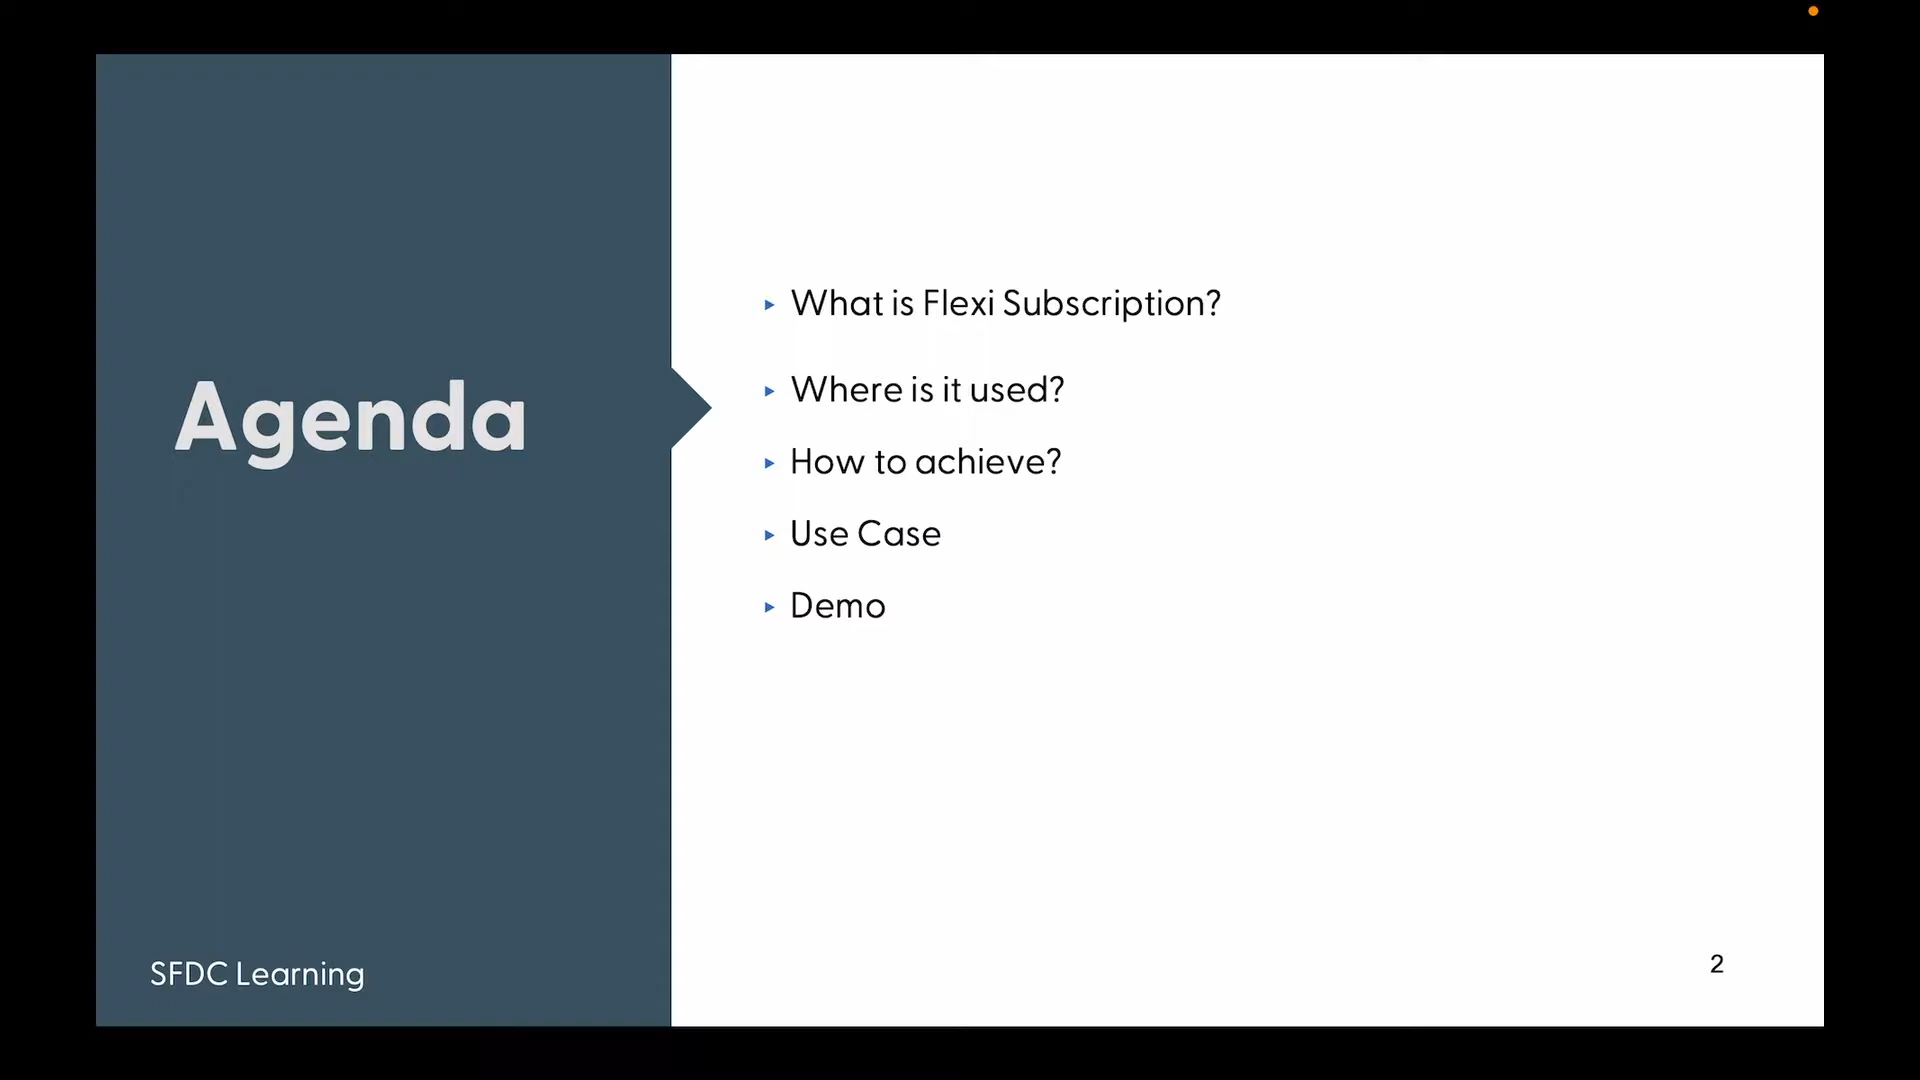 Agenda
What is Flexi Subscription?
Where is it used?
How to achieve?
Use Case
Demo
SFDC Learning
2